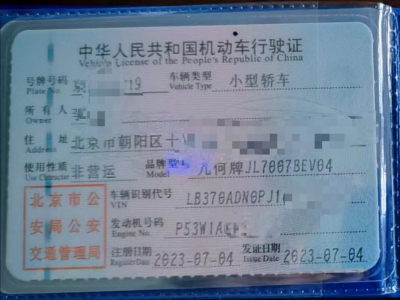 中华人民共和国机动车行驶证
Vehicle License of the People's Republic of China
号牌号码 车辆类型 小型轿车
Plate No. 19 Vehicle Type
所有人
Owner
住址 北京市朝阳区十
Address
使用性质 非营运 品牌型 几何牌JL7007BEV04
Use Character
北京市公
安局公安
交通管理局
车辆识别代号 LB370ADN0PJ1
VIN
发动机号码 P53W1A
Engine No.
注册日期 2023-07-04 发证日期 2023-07-04
Register Date Issue Date